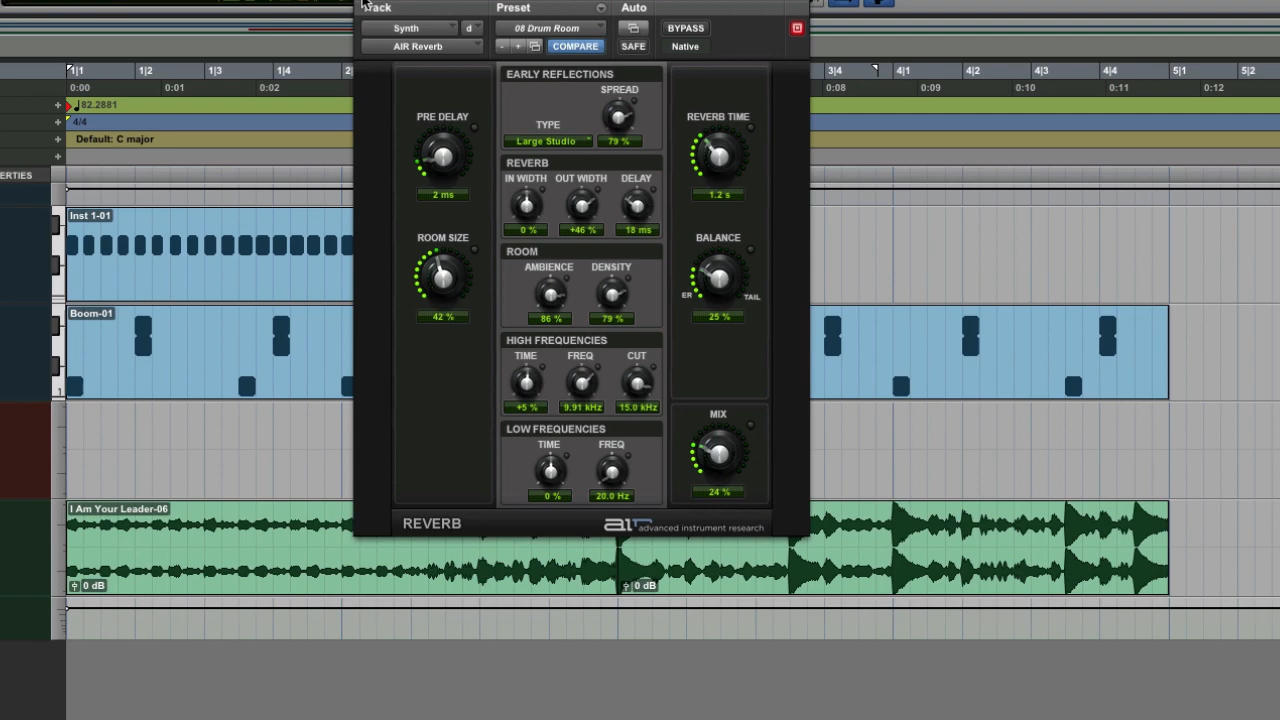 Track Preset Auto
Synth d 08 Drum Room BYPASS
AIR Reverb - + COMPARE SAFE Native
1|1 1|2 1|3 1|4 3|4 4|1 4|2 4|3 4|4 5|1 5|2
0:00 0:01 0:02 0:08 0:09 0:10 0:11 0:12
82.2881
4/4
Default: C major
ERTIES
Inst 1-01
Boom-01
I Am Your Leader-06
0 dB
0 dB
PRE DELAY
2 ms
ROOM SIZE
42 %
EARLY REFLECTIONS
SPREAD
TYPE
Large Studio 79 %
REVERB
IN WIDTH OUT WIDTH DELAY
0 % +46 % 18 ms
ROOM
AMBIENCE DENSITY
86 % 79 %
HIGH FREQUENCIES
TIME FREQ CUT
+5 % 9.91 kHz 15.0 kHz
LOW FREQUENCIES
TIME FREQ
0 % 20.0 Hz
REVERB TIME
1.2 s
BALANCE
ER TAIL
25 %
MIX
24 %
REVERB
air advanced instrument research